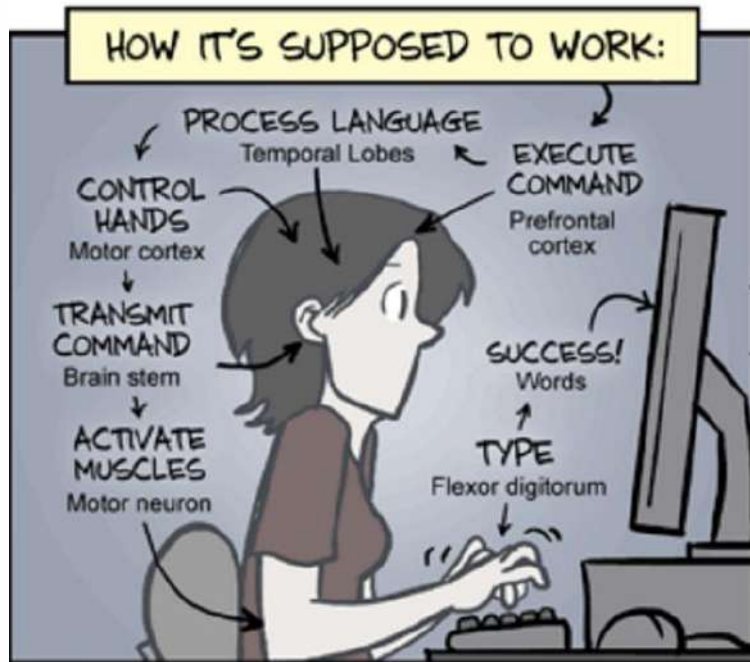 HOW IT'S SUPPOSED TO WORK:
EXECUTE
COMMAND
Prefrontal
cortex
PROCESS LANGUAGE
Temporal Lobes
CONTROL
HANDS
Motor cortex
TRANSMIT
COMMAND
Brain stem
ACTIVATE
MUSCLES
Motor neuron
TYPE
Flexor digitorum
SUCCESS!
Words